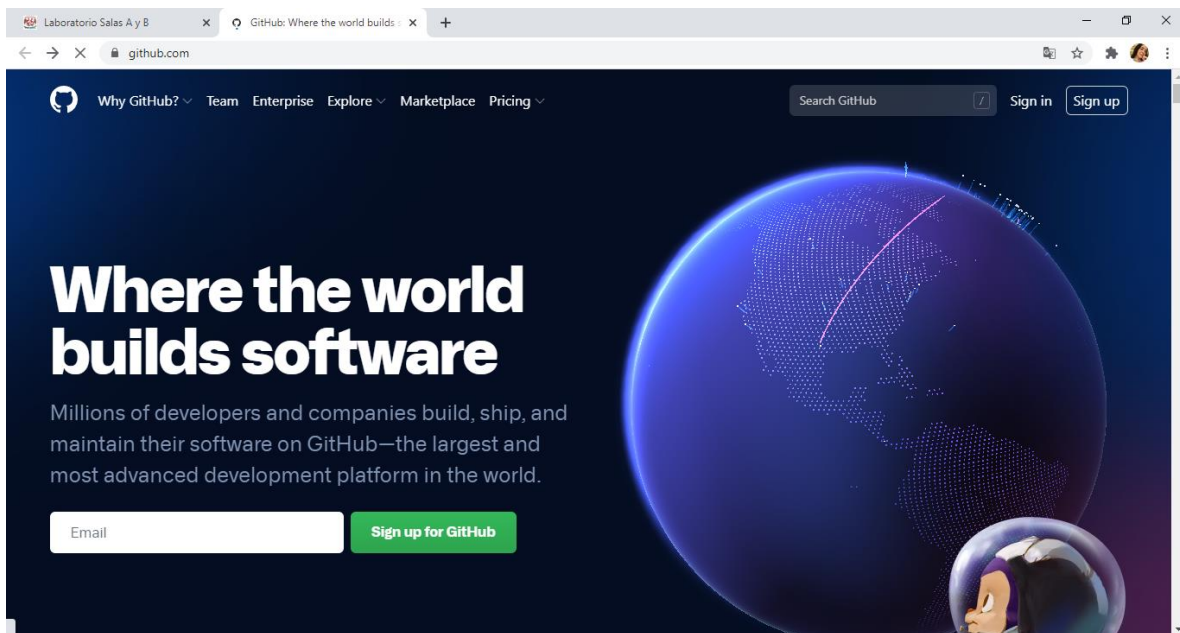 Laboratorio Salas A y B
GitHub: Where the world builds s
github.com
Why GitHub? Team Enterprise Explore Marketplace Pricing
Search GitHub /
Sign in
Sign up
Where the world
builds software
Millions of developers and companies build, ship, and
maintain their software on GitHub—the largest and
most advanced development platform in the world.
Email
Sign up for GitHub